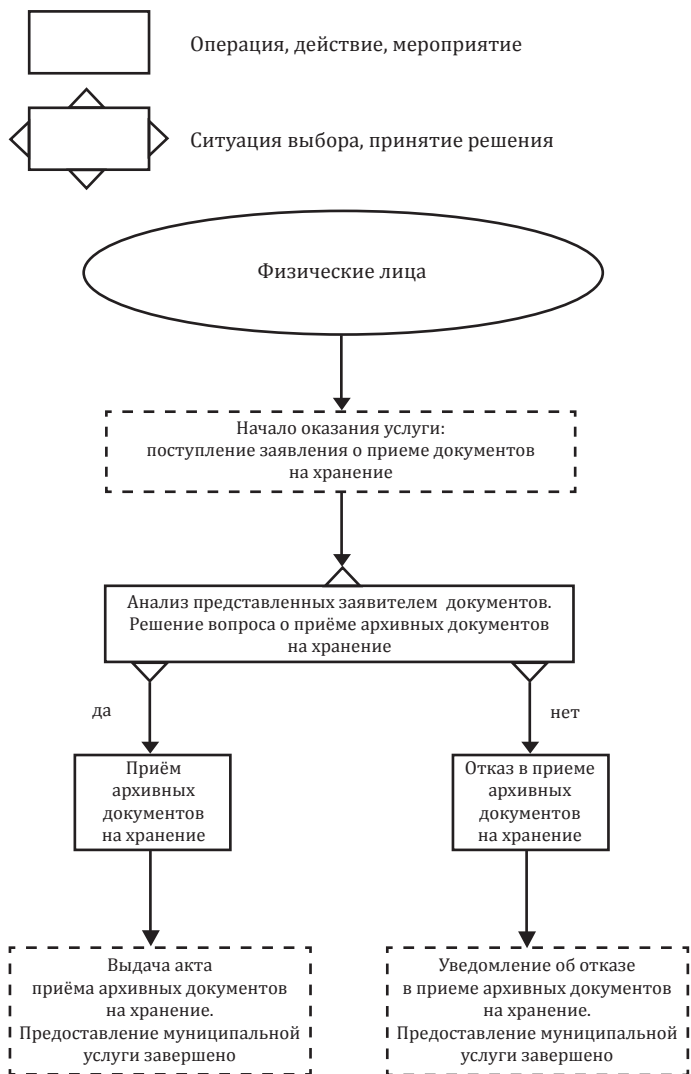 Операция, действие, мероприятие
Ситуация выбора, принятие решения
Физические лица
Начало оказания услуги:
поступление заявления о приеме документов
на хранение
Анализ представленных заявителем документов.
Решение вопроса о приёме архивных документов
на хранение
да
нет
Приём
архивных
документов
на хранение
Отказ в приеме
архивных
документов
на хранение
Выдача акта
приёма архивных документов
на хранение.
Предоставление муниципальной
услуги завершено
Уведомление об отказе
в приеме архивных документов
на хранение.
Предоставление муниципальной
услуги завершено